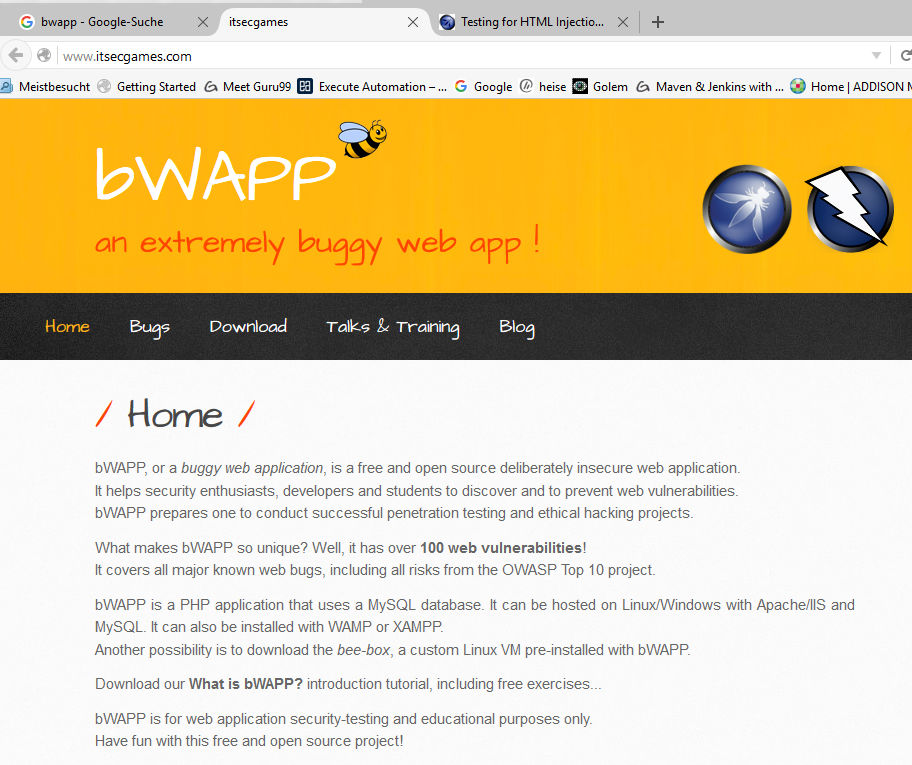 bwapp - Google-Suche
itsecgames
Testing for HTML Injectio...
www.itsecgames.com
Meistbesucht Getting Started Meet Guru99 Execute Automation – ... Google heise Golem Maven & Jenkins with ... Home | ADDISON M
bWAPP
an extremely buggy web app !
Home Bugs Download Talks & Training Blog
/ Home /
bWAPP, or a buggy web application, is a free and open source deliberately insecure web application.
It helps security enthusiasts, developers and students to discover and to prevent web vulnerabilities.
bWAPP prepares one to conduct successful penetration testing and ethical hacking projects.
What makes bWAPP so unique? Well, it has over 100 web vulnerabilities!
It covers all major known web bugs, including all risks from the OWASP Top 10 project.
bWAPP is a PHP application that uses a MySQL database. It can be hosted on Linux/Windows with Apache/IIS and
MySQL. It can also be installed with WAMP or XAMPP.
Another possibility is to download the bee-box, a custom Linux VM pre-installed with bWAPP.
Download our What is bWAPP? introduction tutorial, including free exercises...
bWAPP is for web application security-testing and educational purposes only.
Have fun with this free and open source project!